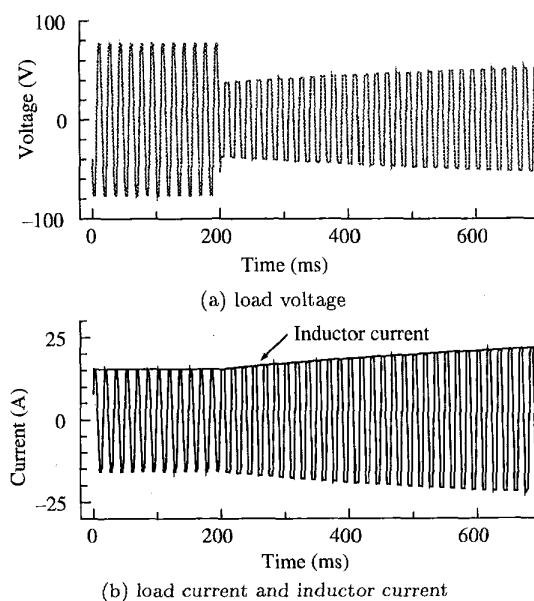 100
Voltage (V)
0
−100
0 200 400 600
Time (ms)
(a) load voltage
25
Inductor current
Current (A)
0
−25
0 200 400 600
Time (ms)
(b) load current and inductor current